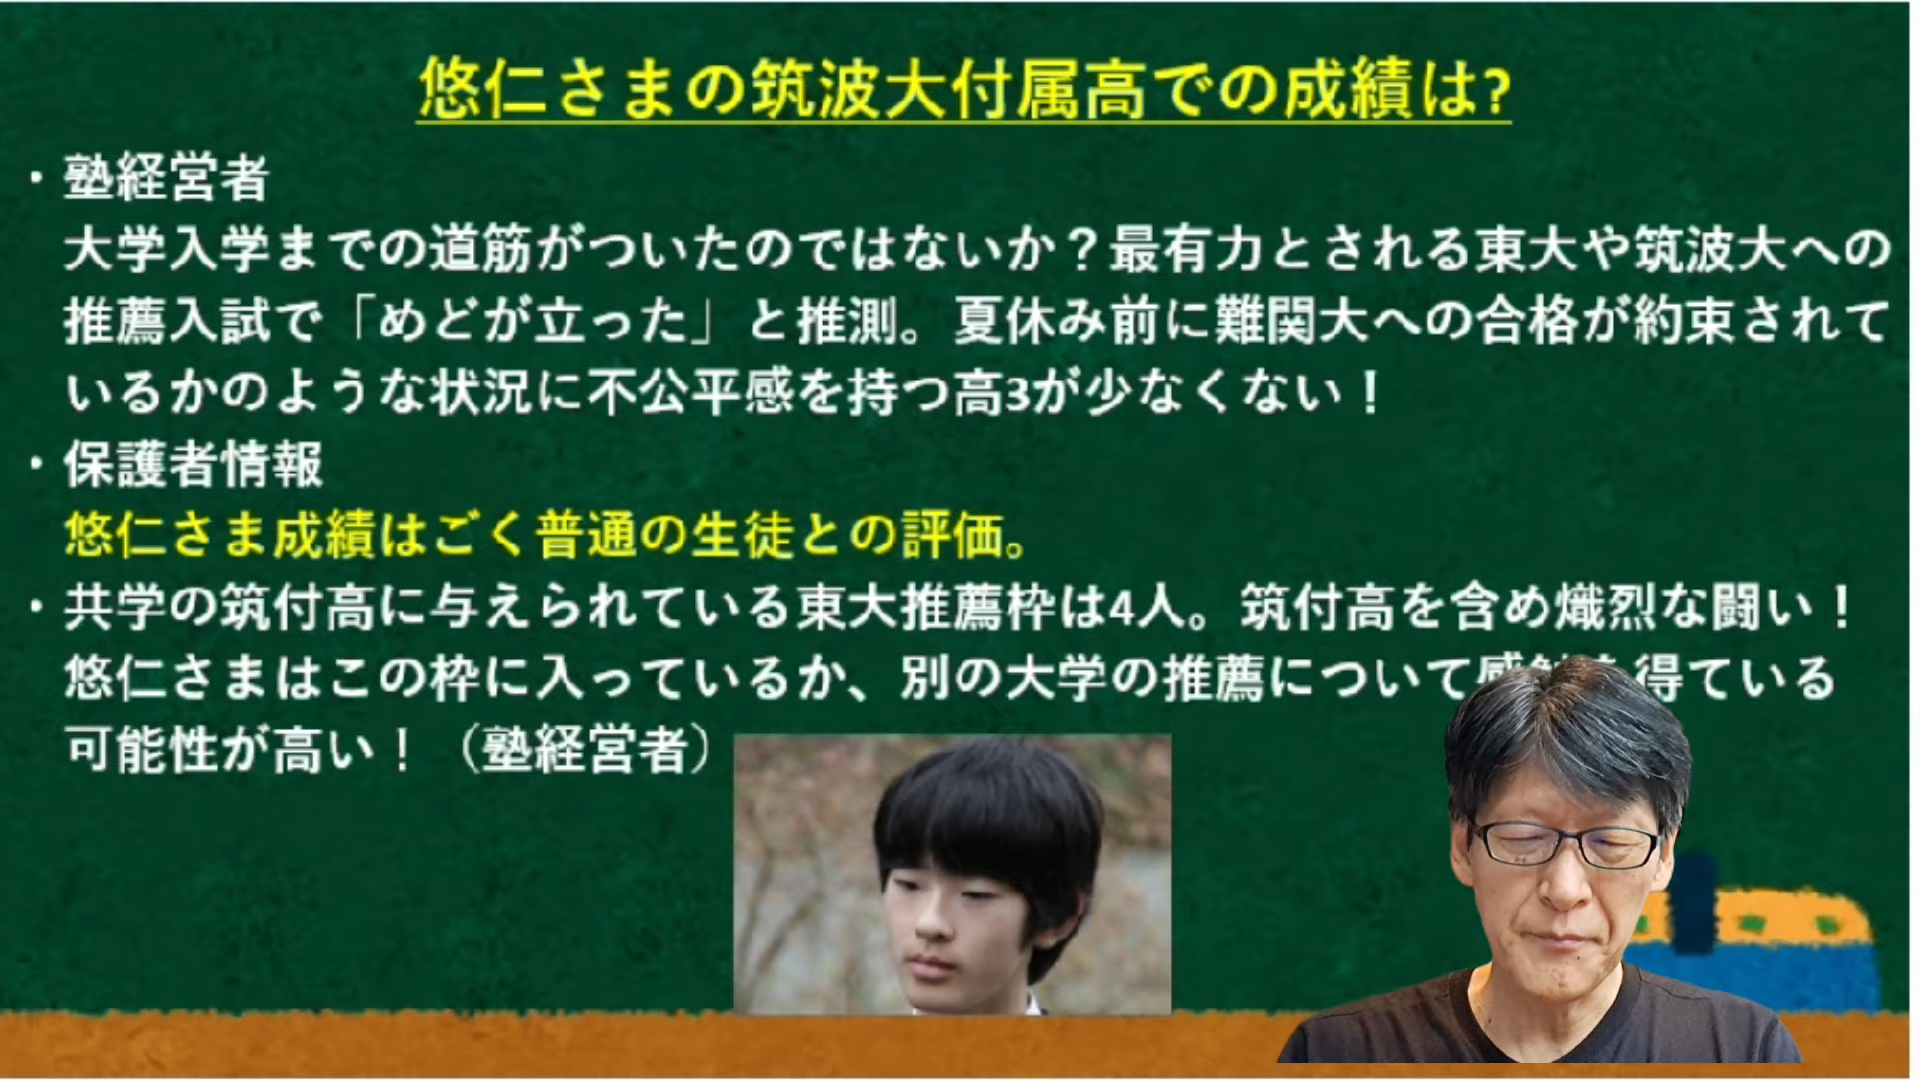 悠仁さまの筑波大付属高での成績は?
・塾経営者
大学入学までの道筋がついたのではないか？最有力とされる東大や筑波大への
推薦入試で「めどが立った」と推測。夏休み前に難関大への合格が約束されて
いるかのような状況に不公平感を持つ高3が少なくない！
・保護者情報
悠仁さま成績はごく普通の生徒との評価。
・共学の筑付高に与えられている東大推薦枠は4人。筑付高を含め熾烈な闘い！
悠仁さまはこの枠に入っているか、別の大学の推薦について感触を得ている
可能性が高い！（塾経営者）